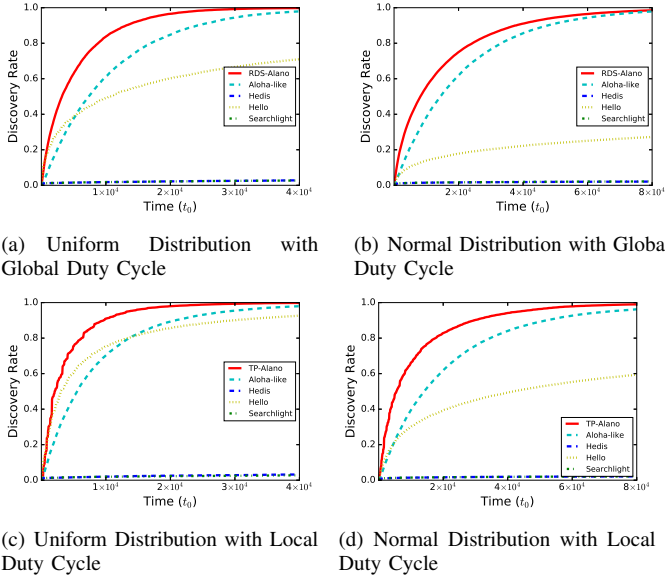 1.0
0.8
0.6
0.4
0.2
0.0
Discovery Rate
RDS-Alano
Aloha-like
Hedis
Hello
Searchlight
1×10⁴ 2×10⁴ 3×10⁴ 4×10⁴
Time (t₀)
1.0
0.8
0.6
0.4
0.2
0.0
Discovery Rate
RDS-Alano
Aloha-like
Hedis
Hello
Searchlight
2×10⁴ 4×10⁴ 6×10⁴ 8×10⁴
Time (t₀)
(a) Uniform Distribution with
Global Duty Cycle
(b) Normal Distribution with Globa
Duty Cycle
1.0
0.8
0.6
0.4
0.2
0.0
Discovery Rate
TP-Alano
Aloha-like
Hedis
Hello
Searchlight
1×10⁴ 2×10⁴ 3×10⁴ 4×10⁴
Time (t₀)
1.0
0.8
0.6
0.4
0.2
0.0
Discovery Rate
TP-Alano
Aloha-like
Hedis
Hello
Searchlight
2×10⁴ 4×10⁴ 6×10⁴ 8×10⁴
Time (t₀)
(c) Uniform Distribution with Local
Duty Cycle
(d) Normal Distribution with Local
Duty Cycle